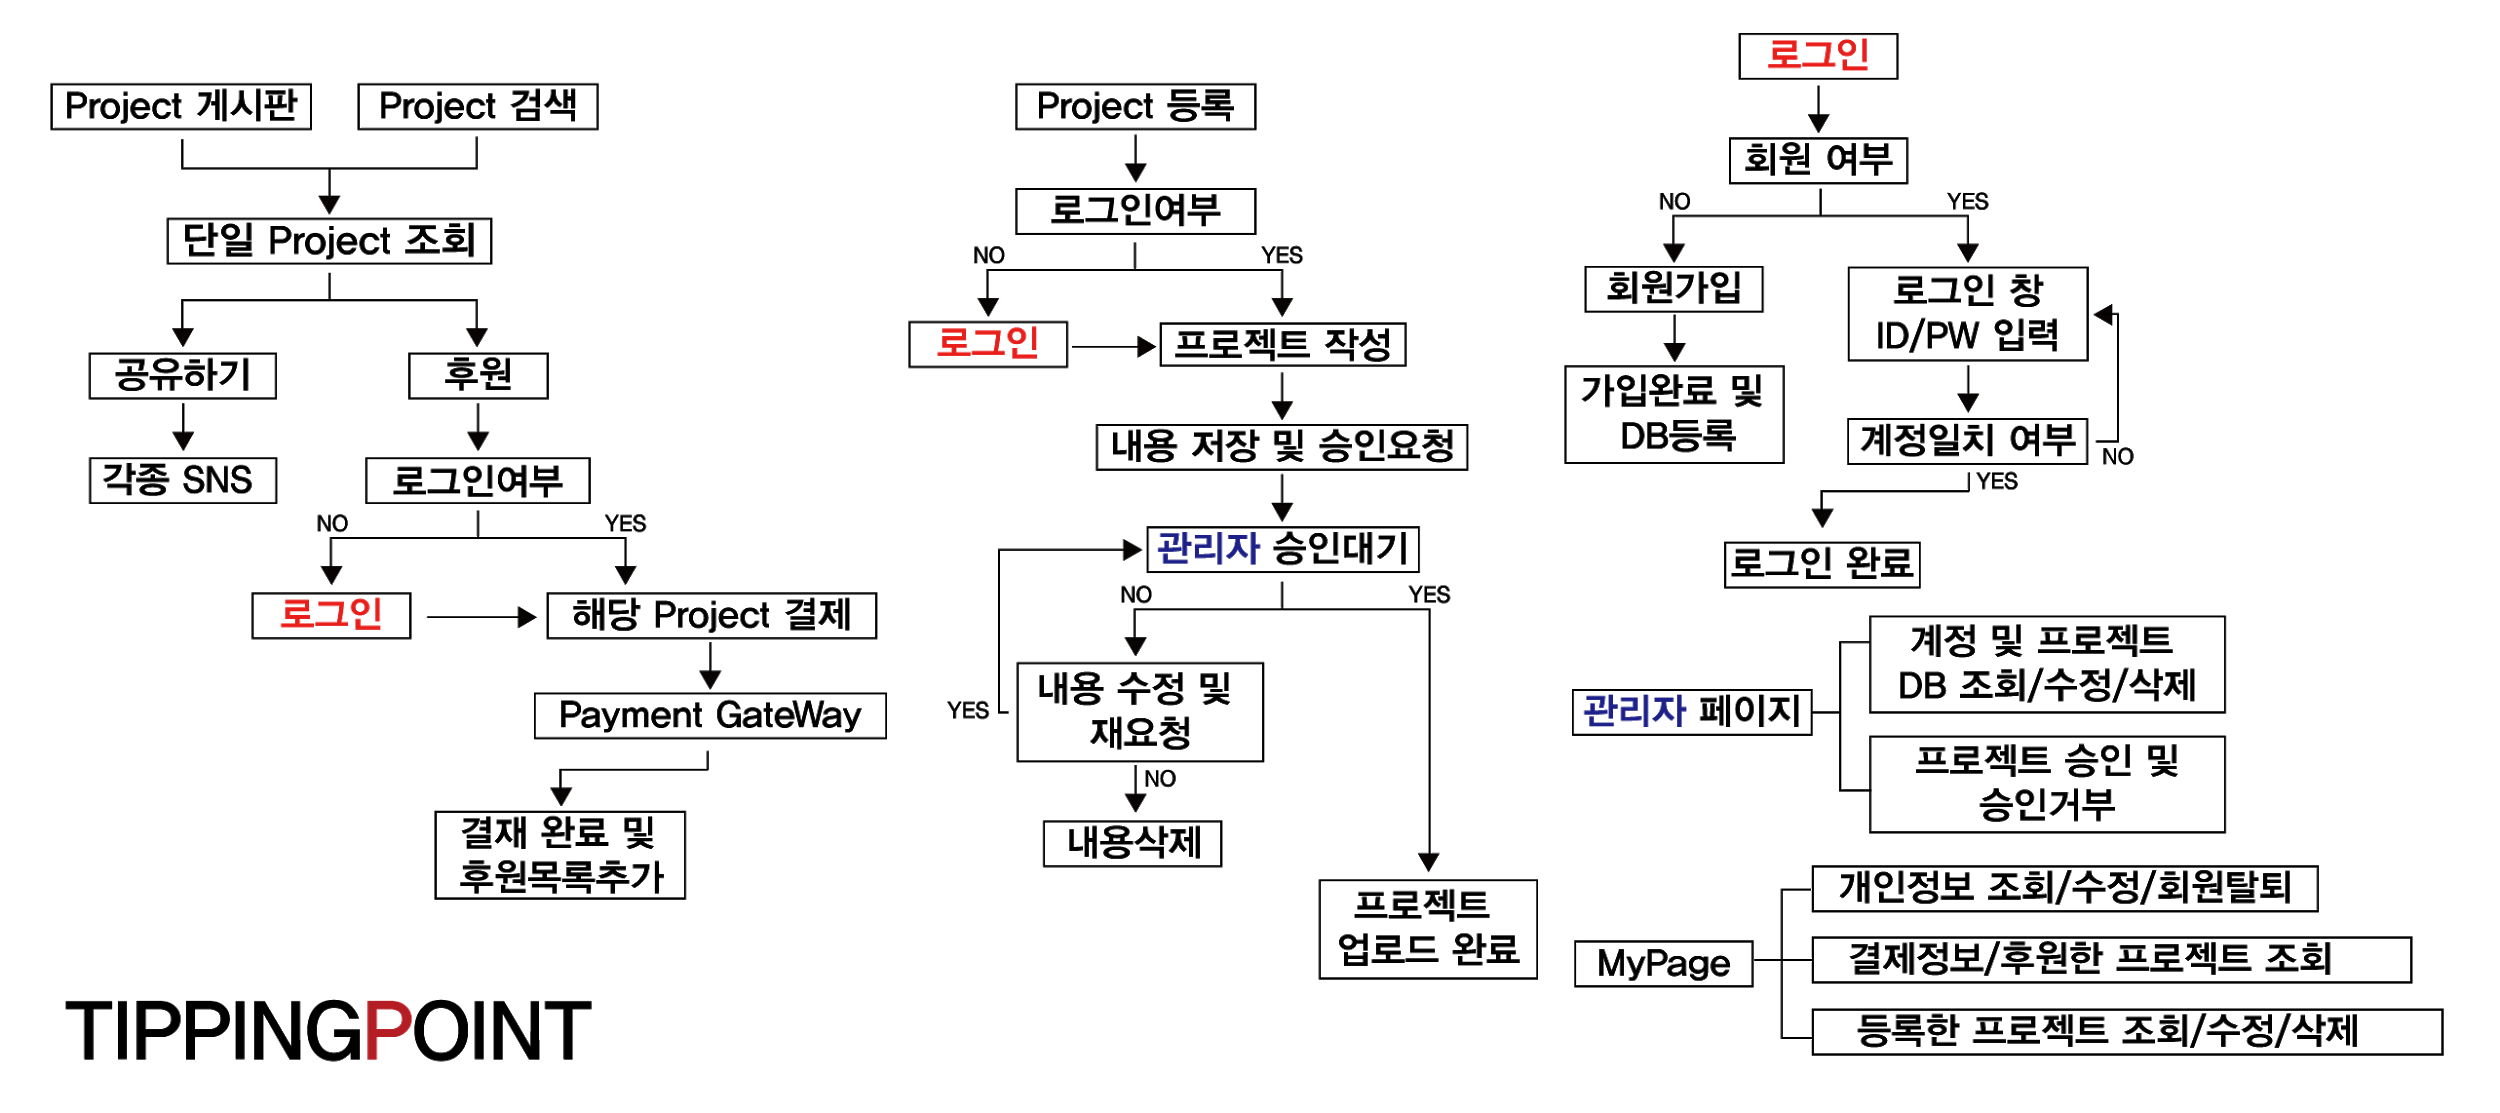 Project 게시판
Project 검색
단일 Project 조회
공유하기
후원
각종 SNS
로그인여부
NO
YES
로그인
해당 Project 결제
Payment GateWay
결재 완료 및
후원목록추가
Project 등록
로그인여부
NO
YES
로그인
프로젝트 작성
내용 저장 및 승인요청
관리자 승인대기
NO
YES
내용 수정 및
재요청
YES
NO
내용삭제
프로젝트
업로드 완료
로그인
회원 여부
NO
YES
회원가입
로그인 창
ID/PW 입력
가입완료 및
DB등록
계정일치 여부
NO
YES
로그인 완료
관리자 페이지
계정 및 프로젝트
DB 조회/수정/삭제
프로젝트 승인 및
승인거부
MyPage
개인정보 조회/수정/회원탈퇴
결제정보/후원한 프로젝트 조회
등록한 프로젝트 조회/수정/삭제
TIPPINGPOINT